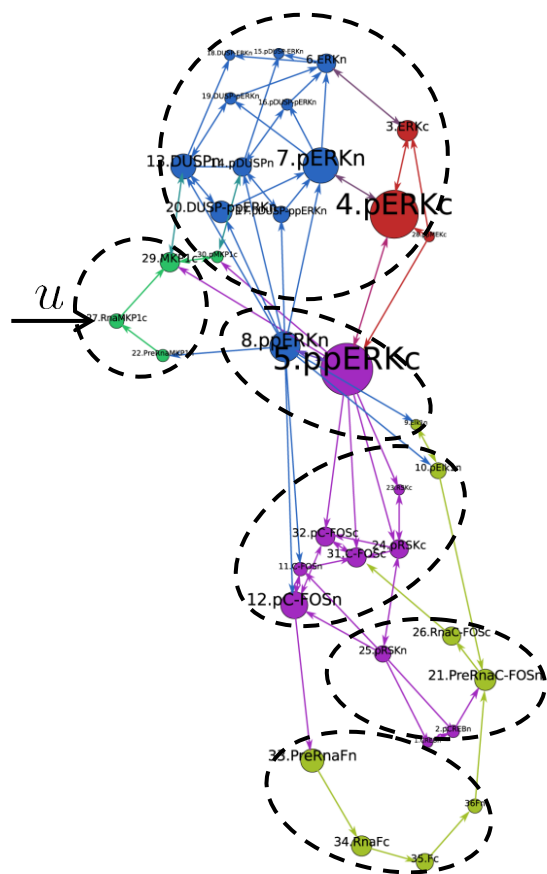 18.DUSP-ERKn
15.pDUSP-ERKn
6.ERKn
19.DUSP-pERKn
16.pDUSP-pERKn
3.ERKc
13.DUSPn
14.pDUSPn
7.pERKn
4.pERKc
20.DUSP-ppERKn
17.pDUSP-ppERKn
29.MKP1c
30.pMKP1c
u
27.RnaMKP1c
22.PreRnaMKP1n
8.ppERKn
5.ppERKc
10.pElk1n
23.RSKc
32.pC-FOSc
31.C-FOSc
24.pRSKc
11.C-FOSn
12.pC-FOSn
26.RnaC-FOSc
25.pRSKn
21.PreRnaC-FOSn
2.pCREBn
33.PreRnaFn
36Fn
34.RnaFc
35.Fc